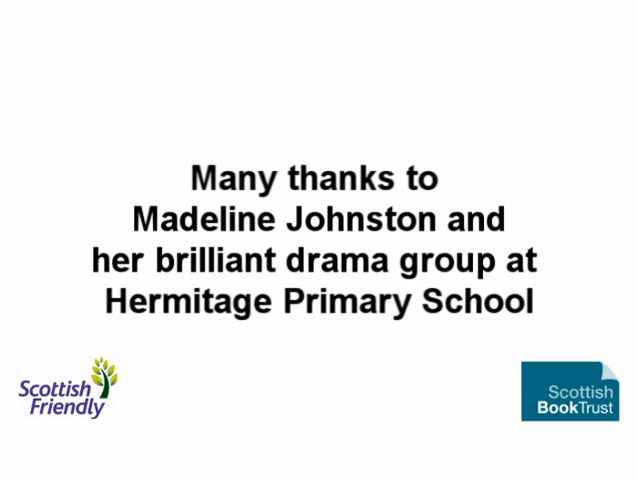 Many thanks to
Madeline Johnston and
her brilliant drama group at
Hermitage Primary School
Scottish
Friendly
Scottish
BookTrust